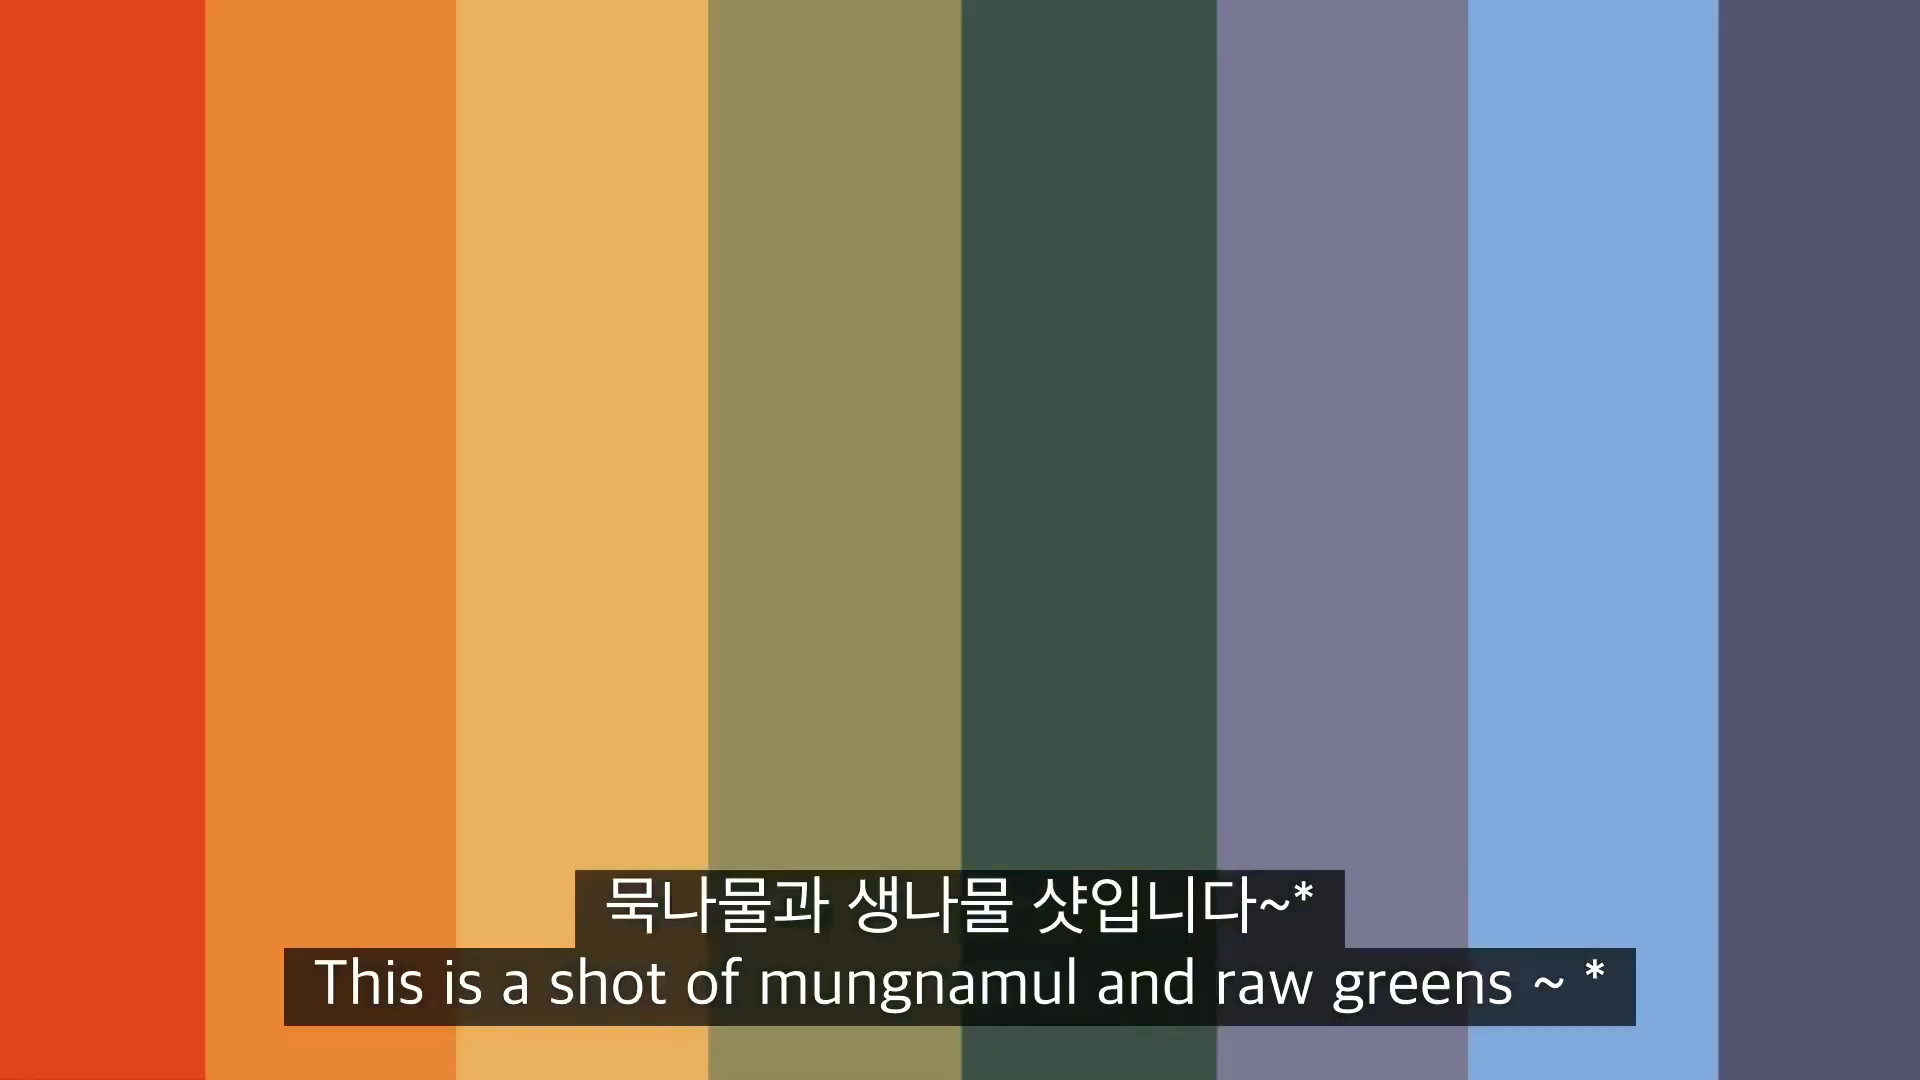 묵나물과 생나물 샷입니다~*
This is a shot of mungnamul and raw greens ~ *